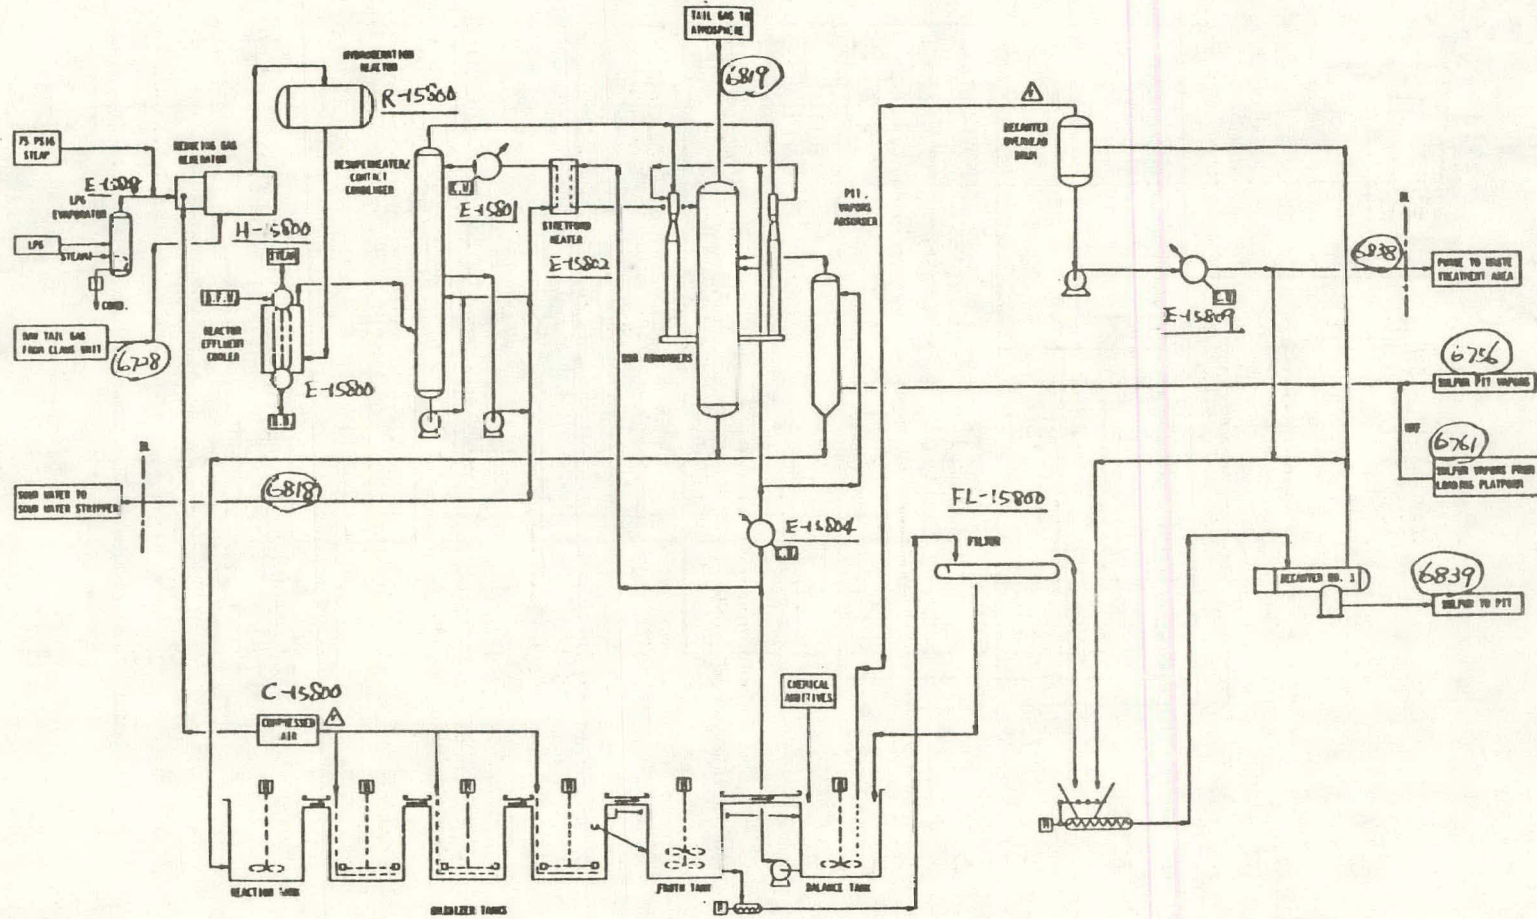 TAIL GAS TO
ATMOSPHERE
6819
HYDROGENATION
REACTOR
R-15800
75 PSIG
STEAM
REDUCING GAS
GENERATOR
DESUPERHEATER/
CONTACT
CONDENSER
C.W
E-15801
STRETFORD
HEATER
E-15802
PIT
VAPORS
ABSORBER
DECANTER
OVERHEAD
DRUM
BL
6838
PURGE TO WASTE
TREATMENT AREA
LPG
EVAPORATOR
LPG
STEAM
COND.
H-15800
STEAM
B.F.W
REACTOR
EFFLUENT
COOLER
E-15800
B.D
RAW TAIL GAS
FROM CLAUS UNIT
6728
E-15809
6756
SULFUR PIT VAPORS
6761
SULFUR VAPORS FROM
LOADING PLATFORM
BL
SOUR WATER TO
SOUR WATER STRIPPER
6818
E-15804
C.W
FL-15800
FILTER
DECANTER NO. 1
6839
SULFUR TO PIT
C-15800
COMPRESSED
AIR
CHEMICAL
ADDITIVES
M
M
M
M
M
M
M
REACTION TANK
OXIDIZER TANKS
FROTH TANK
BALANCE TANK